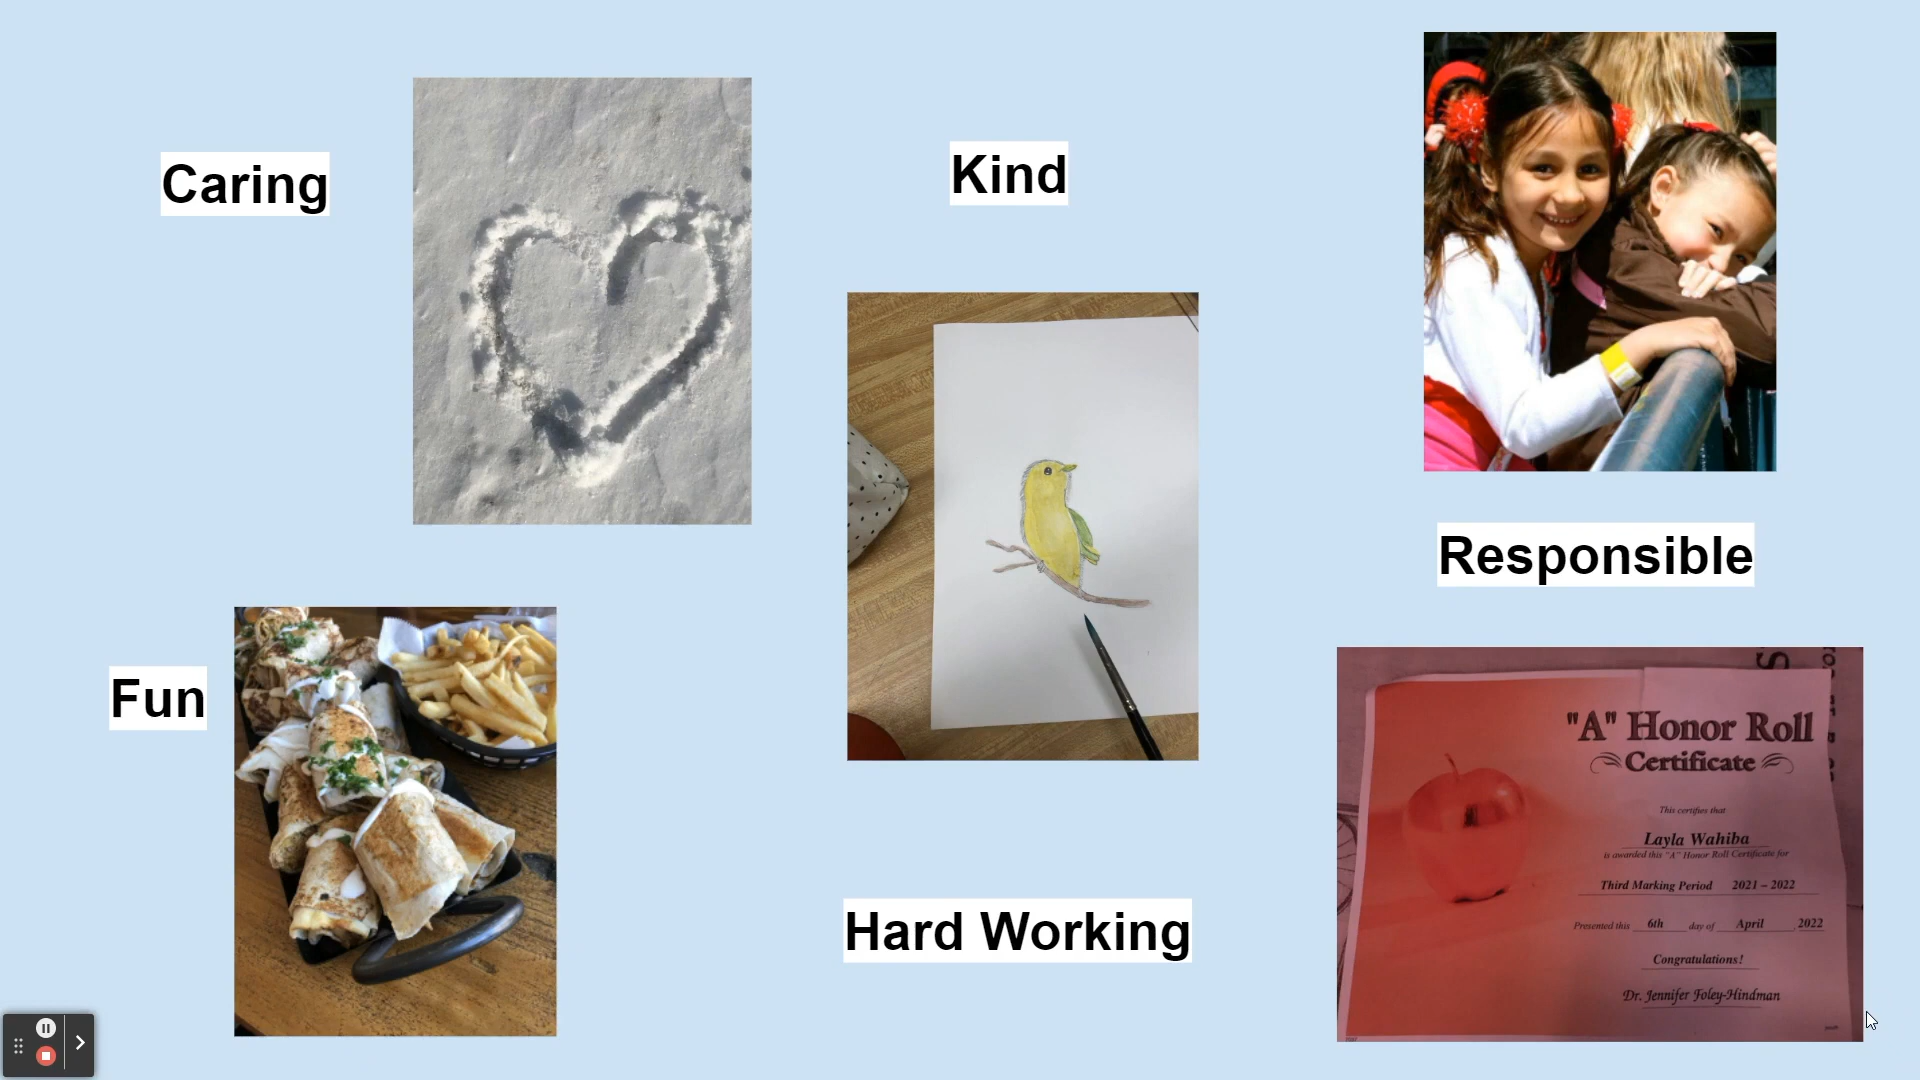 Caring
Kind
Responsible
Fun
Hard Working
"A" Honor Roll
Certificate
This certifies that
Layla Wahiba
is awarded this "A" Honor Roll Certificate for
Third Marking Period 2021 – 2022
Presented this 6th day of April, 2022
Congratulations!
Dr. Jennifer Foley-Hindman